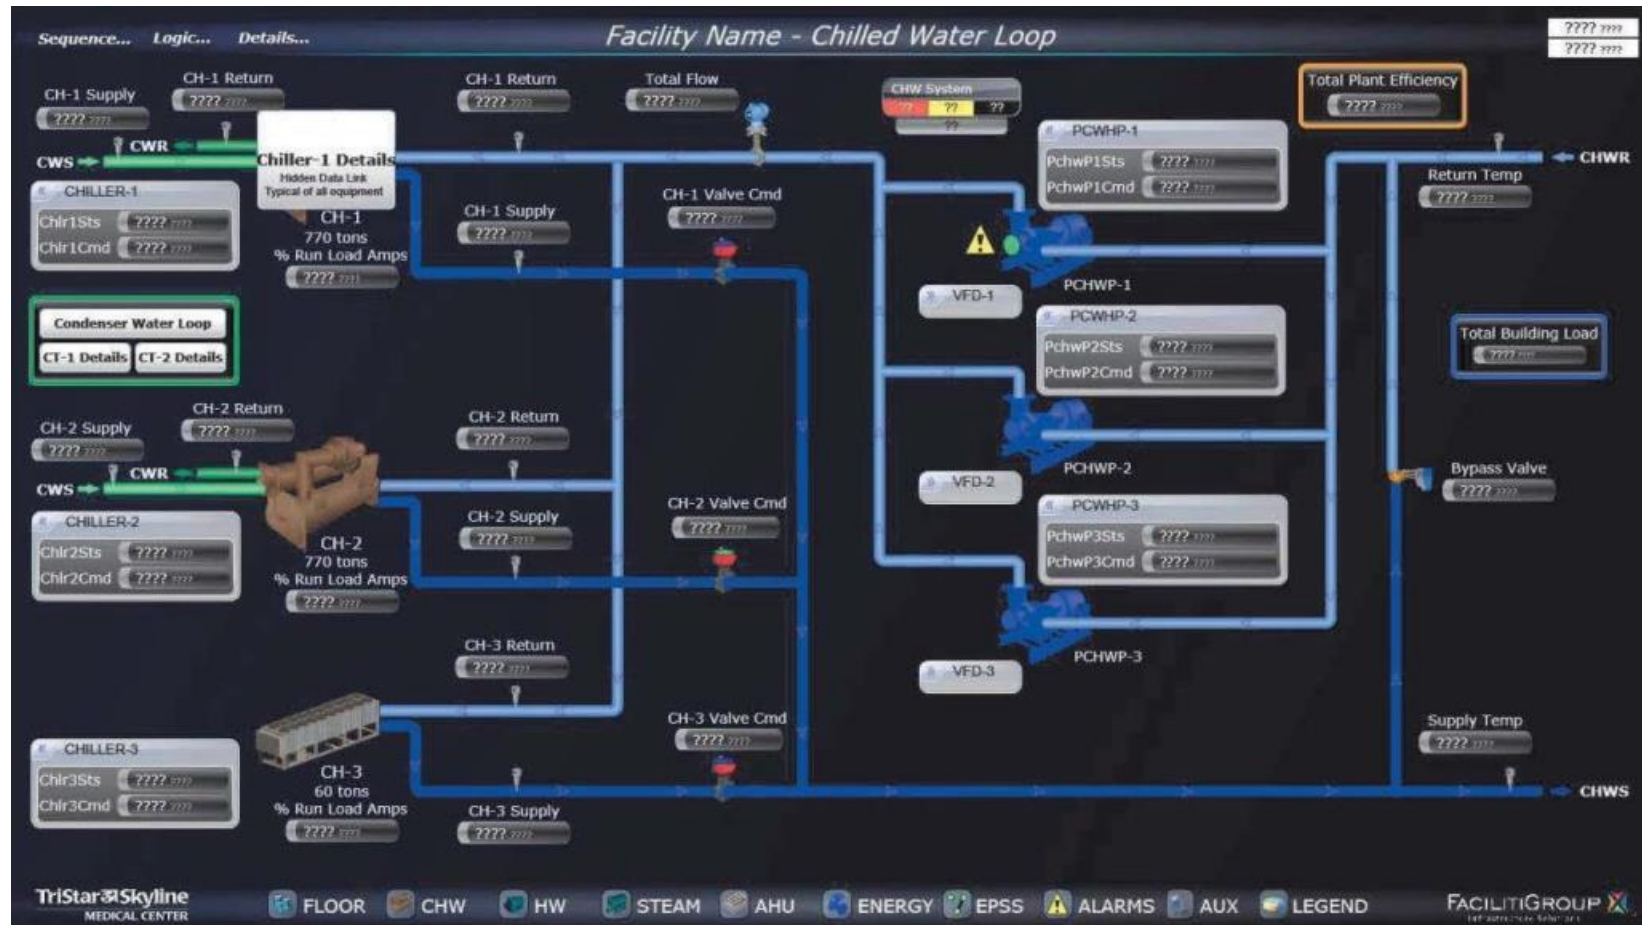 Sequence... Logic... Details...
Facility Name - Chilled Water Loop
???? ????
???? ????
CH-1 Supply
???? ????
CH-1 Return
???? ????
CH-1 Return
???? ????
Total Flow
???? ????
CHW System
?? ?? ??
??
Total Plant Efficiency
???? ????
CWR
CWS
Chiller-1 Details
Hidden Data Link
Typical of all equipment
CHILLER-1
Chlr1Sts ???? ????
Chlr1Cmd ???? ????
CH-1
770 tons
% Run Load Amps
???? ????
CH-1 Supply
???? ????
CH-1 Valve Cmd
???? ????
PCWHP-1
PchwP1Sts ???? ????
PchwP1Cmd ???? ????
PCHWP-1
VFD-1
CHWR
Return Temp
???? ????
Condenser Water Loop
CT-1 Details CT-2 Details
PCWHP-2
PchwP2Sts ???? ????
PchwP2Cmd ???? ????
PCHWP-2
VFD-2
Total Building Load
???? ????
CH-2 Supply
???? ????
CH-2 Return
???? ????
CH-2 Return
???? ????
CWR
CWS
CHILLER-2
Chlr2Sts ???? ????
Chlr2Cmd ???? ????
CH-2
770 tons
% Run Load Amps
???? ????
CH-2 Supply
???? ????
CH-2 Valve Cmd
???? ????
PCWHP-3
PchwP3Sts ???? ????
PchwP3Cmd ???? ????
PCHWP-3
VFD-3
Bypass Valve
???? ????
CH-3 Return
???? ????
CHILLER-3
Chlr3Sts ???? ????
Chlr3Cmd ???? ????
CH-3
60 tons
% Run Load Amps
???? ????
CH-3 Supply
???? ????
CH-3 Valve Cmd
???? ????
Supply Temp
???? ????
CHWS
TriStar Skyline
MEDICAL CENTER
FLOOR CHW HW STEAM AHU ENERGY EPSS ALARMS AUX LEGEND
FACILITIGROUP
Infrastructure Solutions